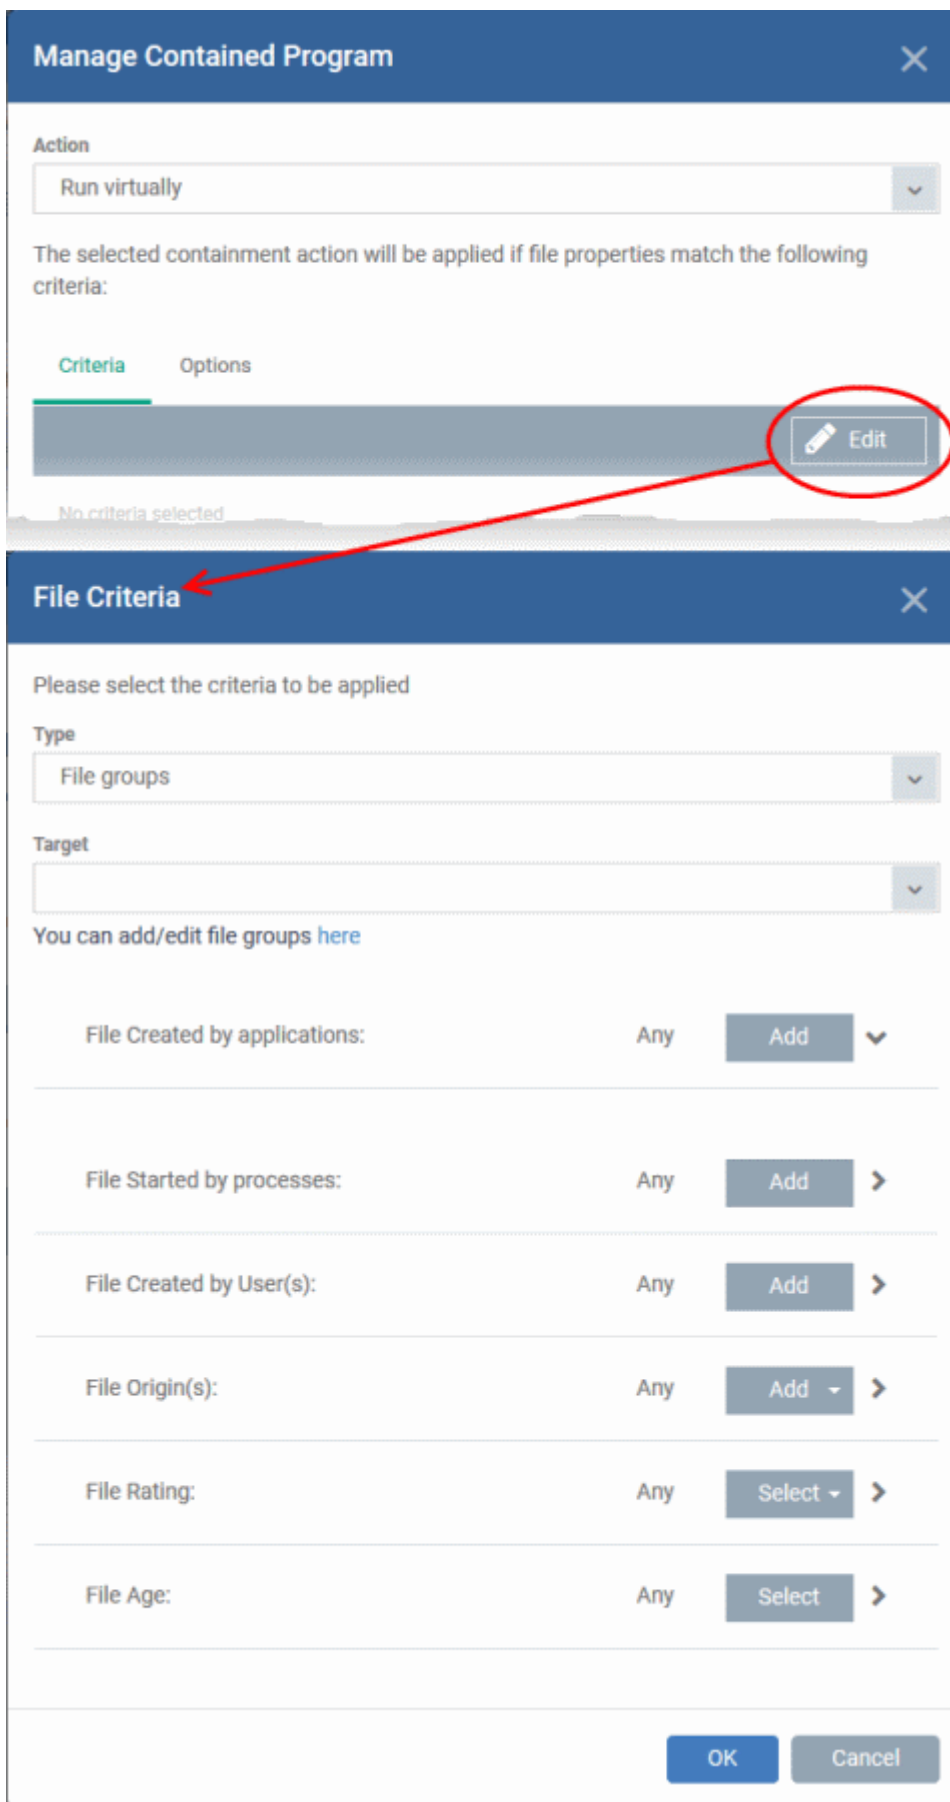 Manage Contained Program
Action
Run virtually
The selected containment action will be applied if file properties match the following
criteria:
Criteria Options
Edit
No criteria selected
File Criteria
Please select the criteria to be applied
Type
File groups
Target
You can add/edit file groups here
File Created by applications: Any Add
File Started by processes: Any Add
File Created by User(s): Any Add
File Origin(s): Any Add
File Rating: Any Select
File Age: Any Select
OK Cancel